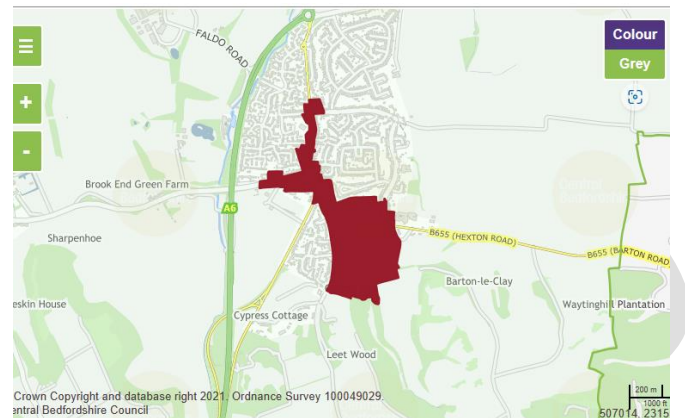 FALDO ROAD
☰
Colour
Grey
+
-
Brook End Green Farm
A6
Sharpenhoe
B655 (HEXTON ROAD)
B655 (BARTON ROAD)
Barton-le-Clay
eskin House
Waytinghill Plantation
Cypress Cottage
Leet Wood
200 m
1000 ft
Crown Copyright and database right 2021. Ordnance Survey 100049029.
entral Bedfordshire Council
507014, 2315